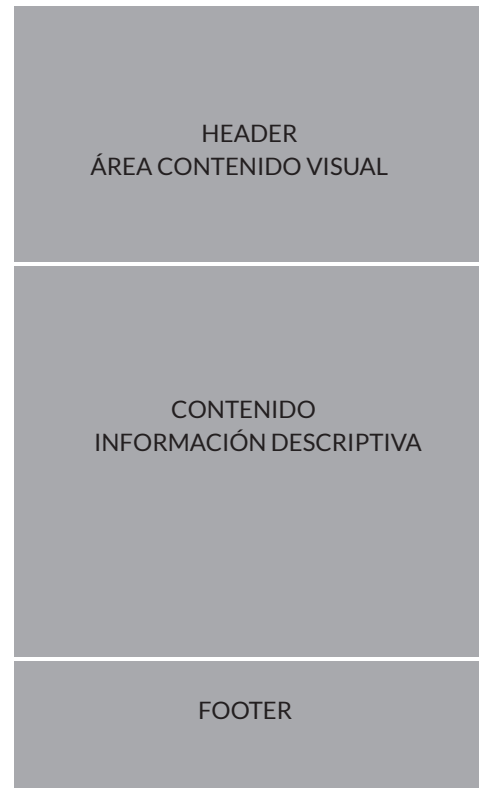 HEADER
ÁREA CONTENIDO VISUAL
CONTENIDO
INFORMACIÓN DESCRIPTIVA
FOOTER